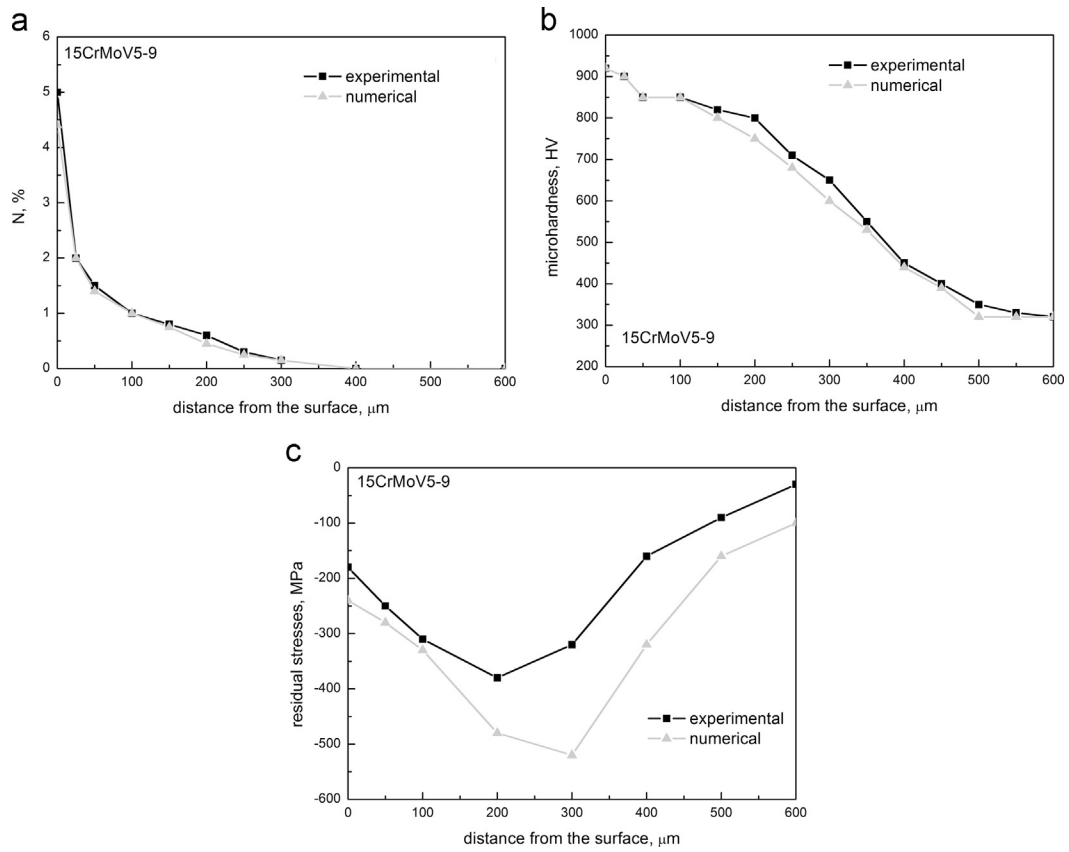 a
15CrMoV5-9
experimental
numerical
6
5
4
3
2
1
0
N, %
0 100 200 300 400 500 600
distance from the surface, μm
b
experimental
numerical
1000
900
800
700
600
500
400
300
200
microhardness, HV
15CrMoV5-9
0 100 200 300 400 500 600
distance from the surface, μm
c
15CrMoV5-9
0
-100
-200
-300
-400
-500
-600
residual stresses, MPa
experimental
numerical
0 100 200 300 400 500 600
distance from the surface, μm